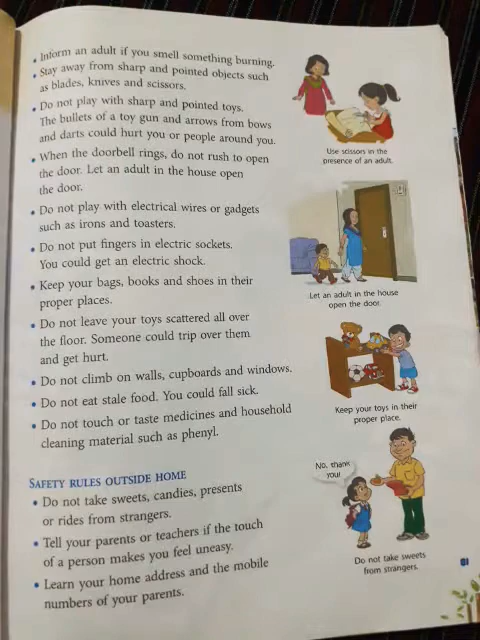 • Inform an adult if you smell something burning.
• Stay away from sharp and pointed objects such
as blades, knives and scissors.
• Do not play with sharp and pointed toys.
The bullets of a toy gun and arrows from bows
and darts could hurt you or people around you.
• When the doorbell rings, do not rush to open
the door. Let an adult in the house open
the door.
• Do not play with electrical wires or gadgets
such as irons and toasters.
• Do not put fingers in electric sockets.
You could get an electric shock.
• Keep your bags, books and shoes in their
proper places.
• Do not leave your toys scattered all over
the floor. Someone could trip over them
and get hurt.
• Do not climb on walls, cupboards and windows.
• Do not eat stale food. You could fall sick.
• Do not touch or taste medicines and household
cleaning material such as phenyl.
SAFETY RULES OUTSIDE HOME
• Do not take sweets, candies, presents
or rides from strangers.
• Tell your parents or teachers if the touch
of a person makes you feel uneasy.
• Learn your home address and the mobile
numbers of your parents.
Use scissors in the
presence of an adult.
Let an adult in the house
open the door.
Keep your toys in their
proper place.
No, thank
you!
Do not take sweets
from strangers.